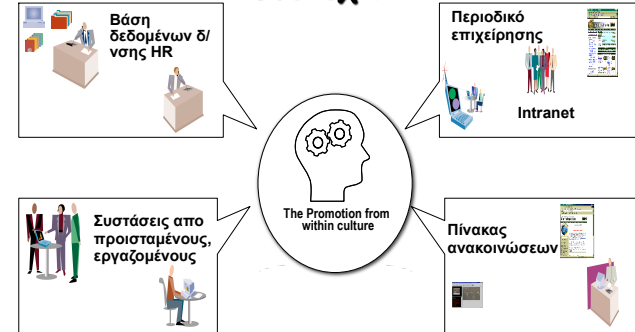 Βάση
δεδομένων δ/
νσης HR
Περιοδικό
επιχείρησης
Intranet
The Promotion from
within culture
Συστάσεις απο
προισταμένους,
εργαζομένους
Πίνακας
ανακοινώσεων